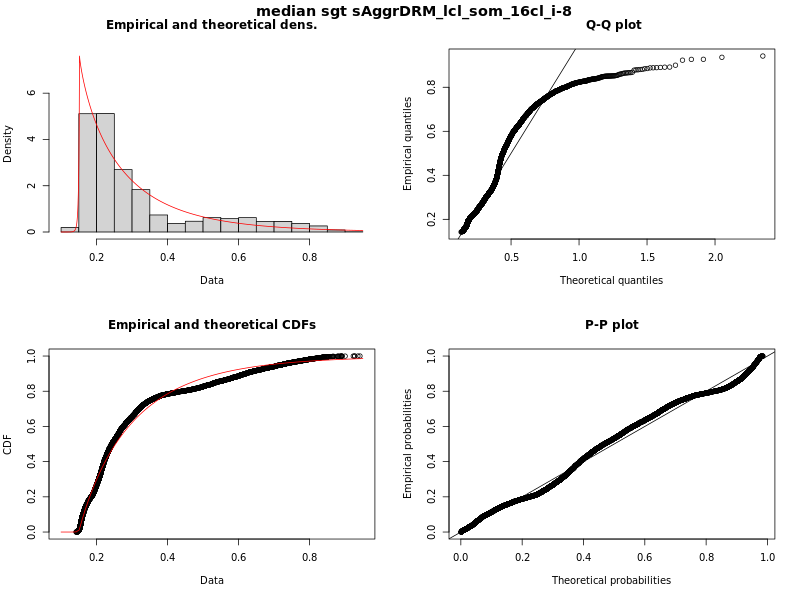 median sgt sAggrDRM_lcl_som_16cl_i-8
Empirical and theoretical dens.
Density
0 2 4 6
0.2 0.4 0.6 0.8
Data
Q-Q plot
Empirical quantiles
0.2 0.4 0.6 0.8
0.5 1.0 1.5 2.0
Theoretical quantiles
Empirical and theoretical CDFs
CDF
0.0 0.2 0.4 0.6 0.8 1.0
0.2 0.4 0.6 0.8
Data
P-P plot
Empirical probabilities
0.0 0.2 0.4 0.6 0.8 1.0
0.0 0.2 0.4 0.6 0.8 1.0
Theoretical probabilities